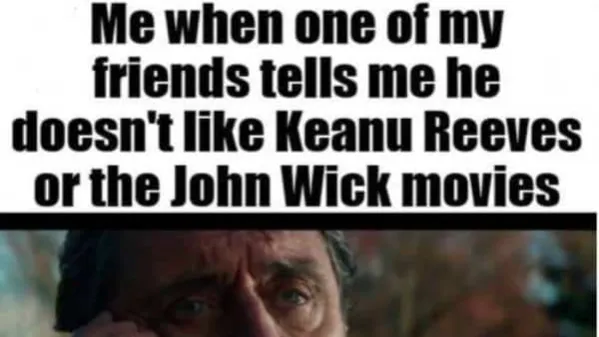 Me when one of my
friends tells me he
doesn't like Keanu Reeves
or the John Wick movies